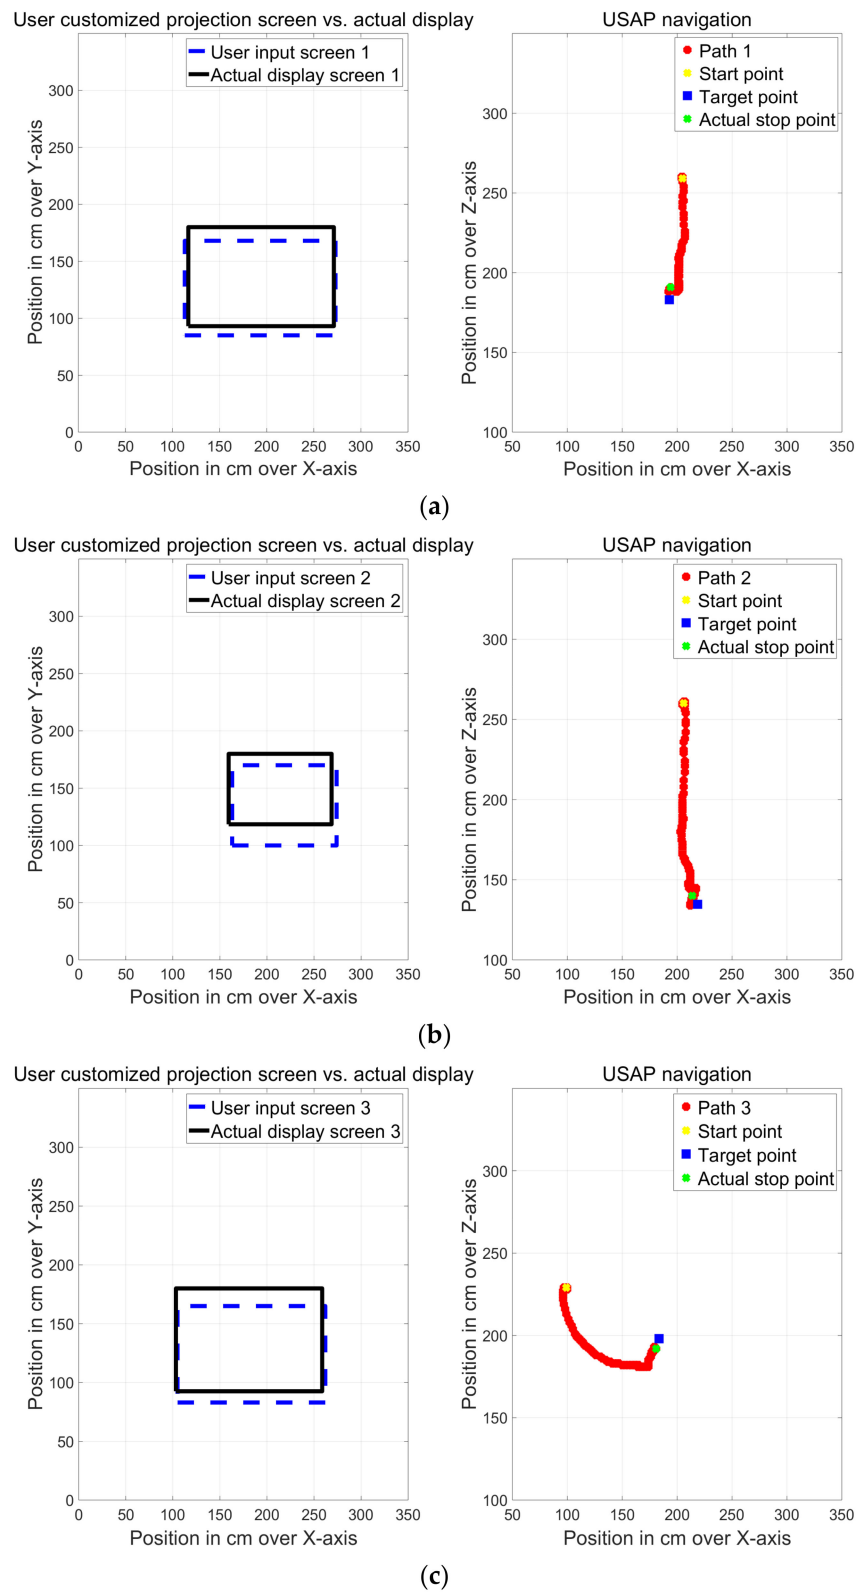 User customized projection screen vs. actual display
User input screen 1
Actual display screen 1
Position in cm over Y-axis
350
300
250
200
150
100
50
0
0 50 100 150 200 250 300 350
Position in cm over X-axis
USAP navigation
Path 1
Start point
Target point
Actual stop point
Position in cm over Z-axis
300
250
200
150
100
50 100 150 200 250 300 350
Position in cm over X-axis
(a)
User customized projection screen vs. actual display
User input screen 2
Actual display screen 2
Position in cm over Y-axis
300
250
200
150
100
50
0
0 50 100 150 200 250 300 350
Position in cm over X-axis
USAP navigation
Path 2
Start point
Target point
Actual stop point
Position in cm over Z-axis
300
250
200
150
100
50 100 150 200 250 300 350
Position in cm over X-axis
(b)
User customized projection screen vs. actual display
User input screen 3
Actual display screen 3
Position in cm over Y-axis
300
250
200
150
100
50
0
0 50 100 150 200 250 300 350
Position in cm over X-axis
USAP navigation
Path 3
Start point
Target point
Actual stop point
Position in cm over Z-axis
300
250
200
150
100
50 100 150 200 250 300 350
Position in cm over X-axis
(c)